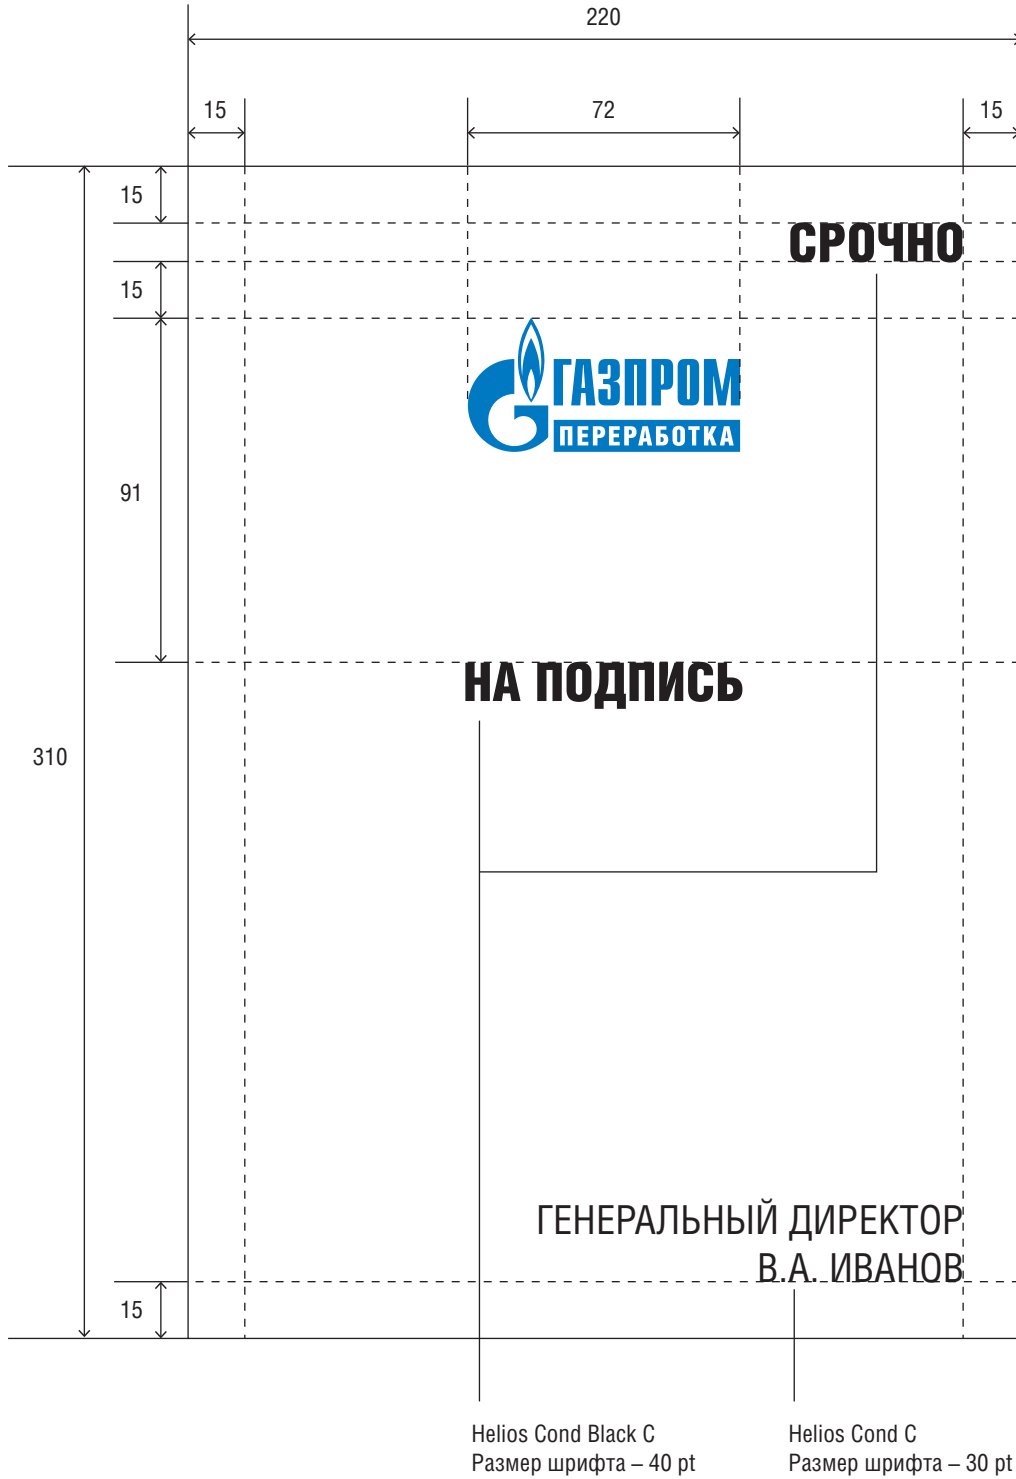 220
15
72
15
15
СРОЧНО
15
ГАЗПРОМ
ПЕРЕРАБОТКА
91
НА ПОДПИСЬ
310
ГЕНЕРАЛЬНЫЙ ДИРЕКТОР
В.А. ИВАНОВ
15
Helios Cond Black C
Размер шрифта – 40 pt
Helios Cond C
Размер шрифта – 30 pt